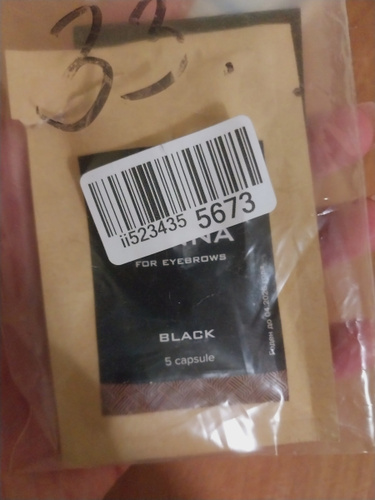 33.
ii523435 5673
FOR EYEBROWS
BLACK
5 capsule